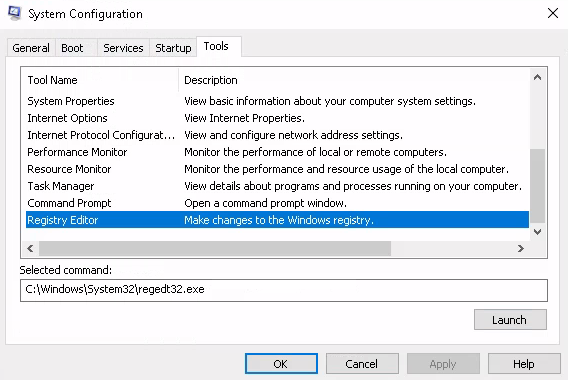 System Configuration
General Boot Services Startup Tools
Tool Name Description
System Properties View basic information about your computer system settings.
Internet Options View Internet Properties.
Internet Protocol Configurat... View and configure network address settings.
Performance Monitor Monitor the performance of local or remote computers.
Resource Monitor Monitor the performance and resource usage of the local computer.
Task Manager View details about programs and processes running on your computer.
Command Prompt Open a command prompt window.
Registry Editor Make changes to the Windows registry.
Selected command:
C:\Windows\System32\regedt32.exe
Launch
OK Cancel Apply Help